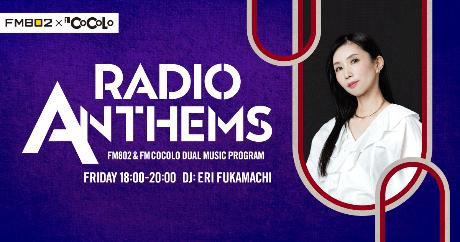 FM802 × FM COCOLO
RADIO
ANTHEMS
FM802 & FM COCOLO DUAL MUSIC PROGRAM
FRIDAY 18:00-20:00 DJ: ERI FUKAMACHI